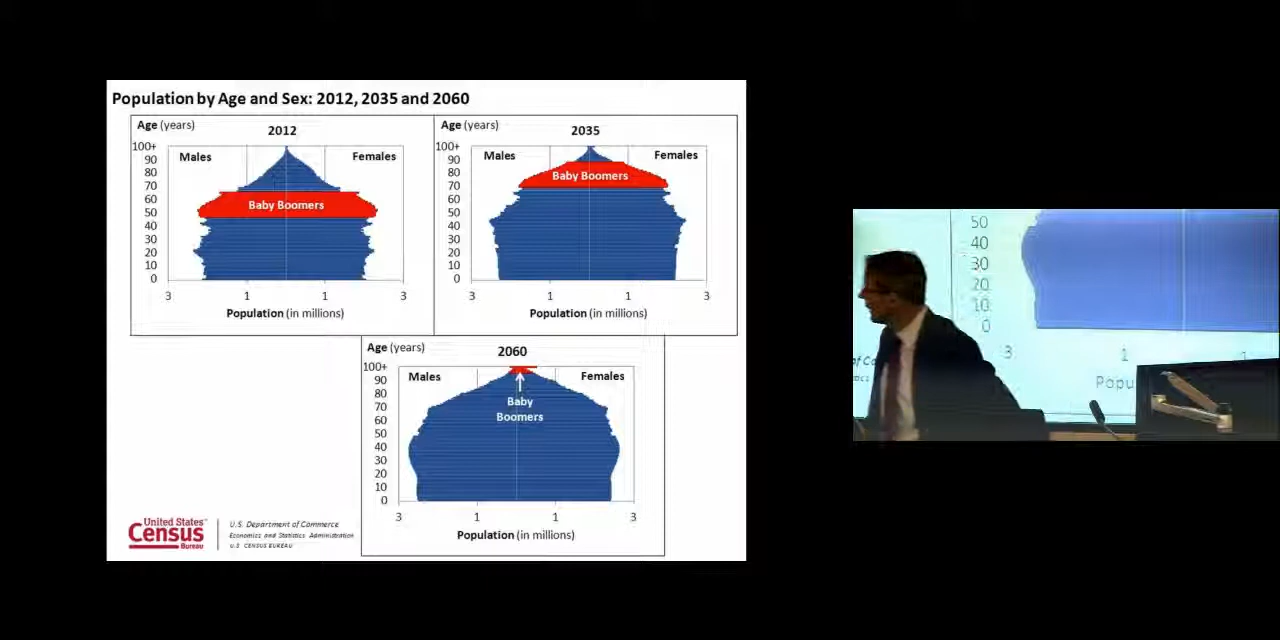 Population by Age and Sex: 2012, 2035 and 2060
Age (years)
2012
100+
Males
Females
90
80
70
60
Baby Boomers
50
40
30
20
10
0
3
1
1
3
Population (in millions)
Age (years)
2035
100+
Males
Females
90
80
70
Baby Boomers
60
50
40
30
20
10
0
3
1
1
3
Population (in millions)
Age (years)
2060
100+
Males
Females
90
80
70
Baby
Boomers
60
50
40
30
20
10
0
3
1
1
3
Population (in millions)
United States
Census
Bureau
U.S. Department of Commerce
Economics and Statistics Administration
U.S. CENSUS BUREAU
50
40
30
20
10
0
3
1
1
Popu